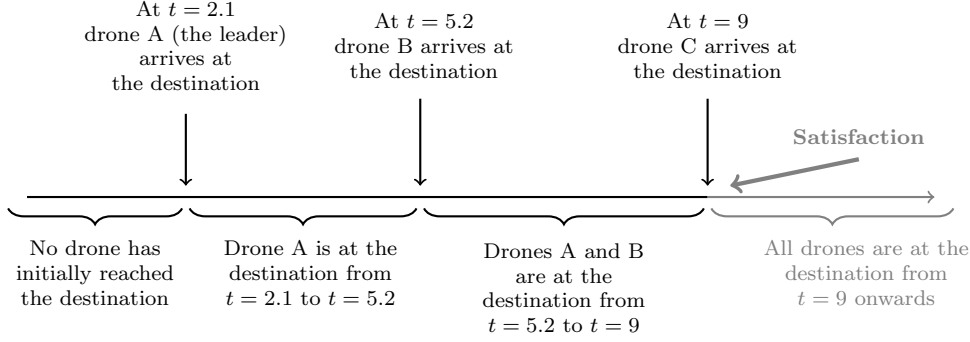 At t = 2.1
drone A (the leader)
arrives at
the destination
At t = 5.2
drone B arrives at
the destination
At t = 9
drone C arrives at
the destination
Satisfaction
No drone has
initially reached
the destination
Drone A is at the
destination from
t = 2.1 to t = 5.2
Drones A and B
are at the
destination from
t = 5.2 to t = 9
All drones are at the
destination from
t = 9 onwards